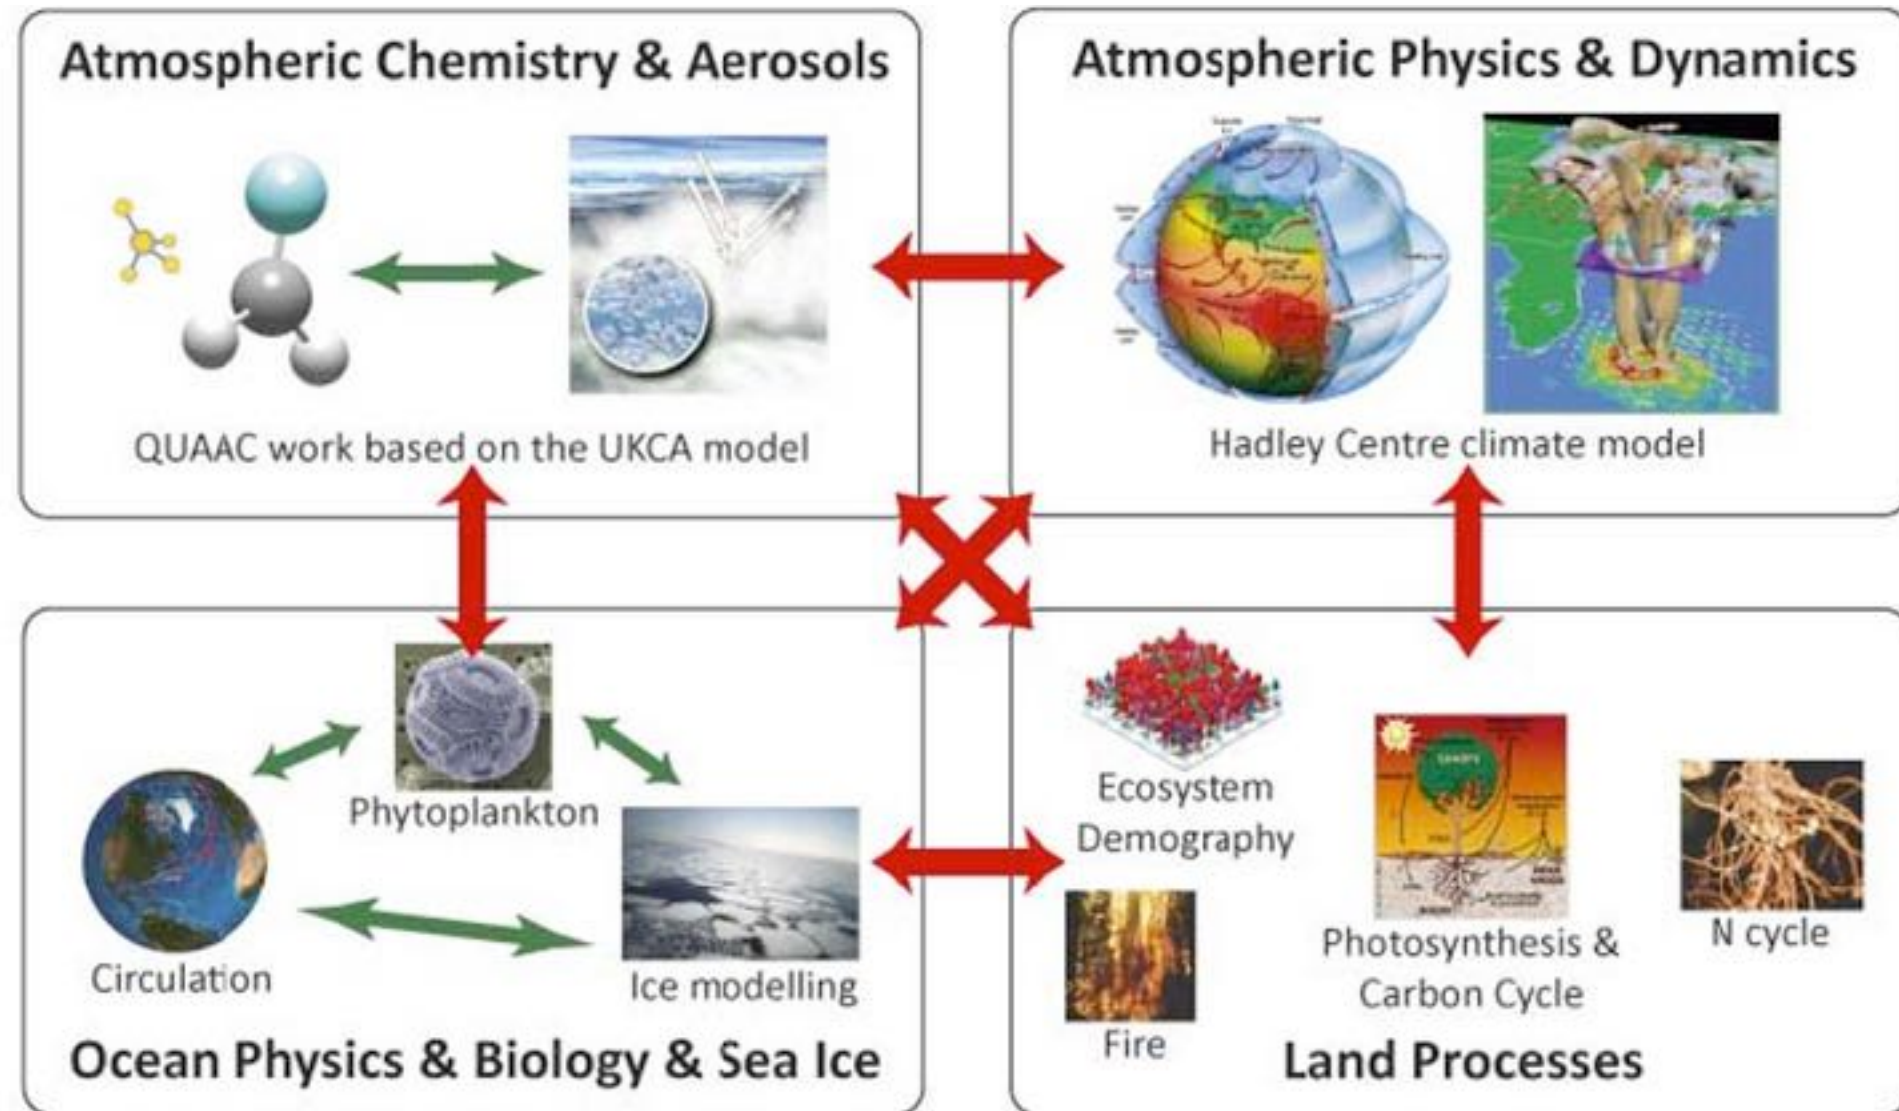 Atmospheric Chemistry & Aerosols
QUAAC work based on the UKCA model
Atmospheric Physics & Dynamics
Hadley Centre climate model
Phytoplankton
Circulation
Ice modelling
Ocean Physics & Biology & Sea Ice
Ecosystem
Demography
Fire
Photosynthesis &
Carbon Cycle
N cycle
Land Processes